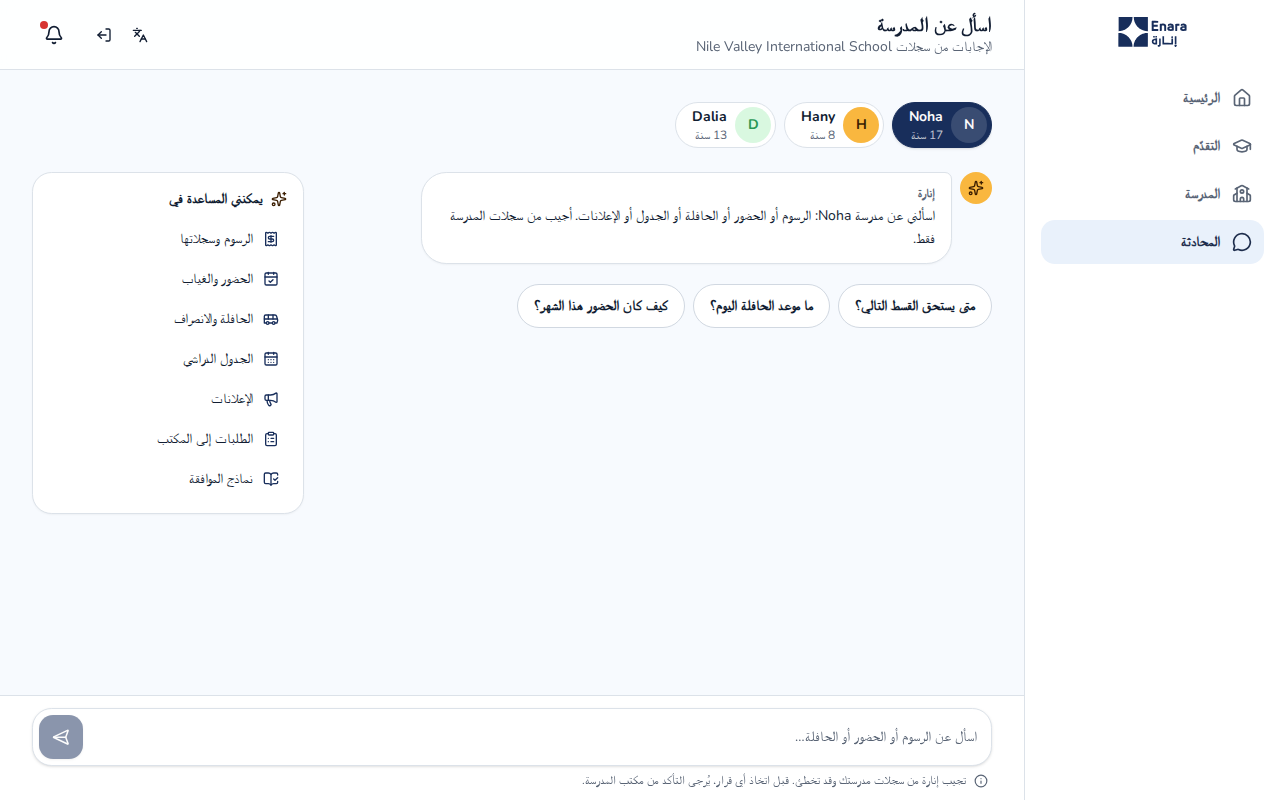 Enara
إنارة
الرئيسية
التقدّم
المدرسة
المحادثة
اسأل عن المدرسة
الإجابات من سجلات Nile Valley International School
N
Noha
17 سنة
H
Hany
8 سنة
D
Dalia
13 سنة
إنارة
اسألني عن مدرسة Noha: الرسوم أو الحضور أو الحافلة أو الجدول أو الإعلانات. أجيب من سجلات المدرسة
فقط.
متى يستحق القسط التالي؟
ما موعد الحافلة اليوم؟
كيف كان الحضور هذا الشهر؟
يمكنني المساعدة في
الرسوم وسجلاتها
الحضور والغياب
الحافلة والانصراف
الجدول الدراسي
الإعلانات
الطلبات إلى المكتب
نماذج الموافقة
اسأل عن الرسوم أو الحضور أو الحافلة...
تجيب إنارة من سجلات مدرستك وقد تخطئ. قبل اتخاذ أي قرار، يُرجى التأكد من مكتب المدرسة.